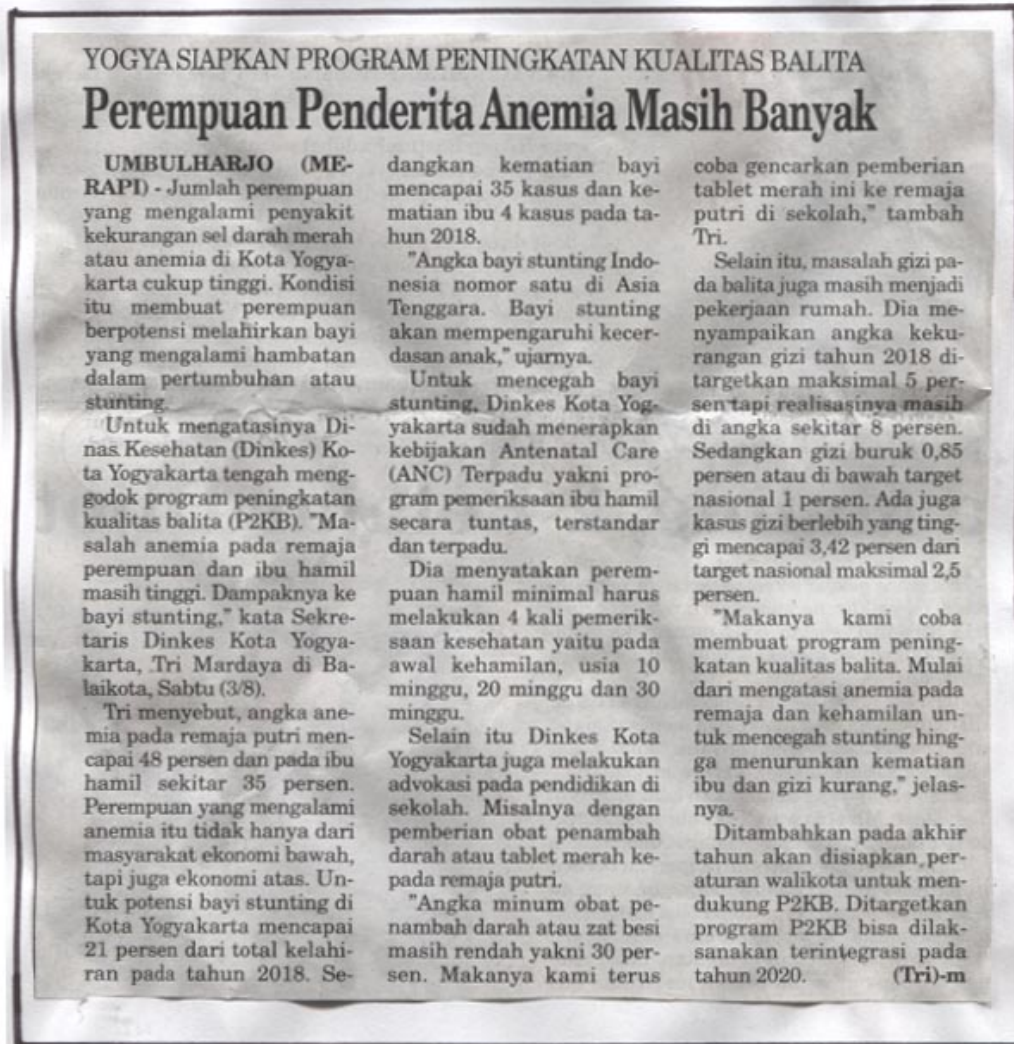 YOGYA SIAPKAN PROGRAM PENINGKATAN KUALITAS BALITA
Perempuan Penderita Anemia Masih Banyak
UMBULHARJO (ME-
RAPI) - Jumlah perempuan
yang mengalami penyakit
kekurangan sel darah merah
atau anemia di Kota Yogya-
karta cukup tinggi. Kondisi
itu membuat perempuan
berpotensi melahirkan bayi
yang mengalami hambatan
dalam pertumbuhan atau
stunting.
Untuk mengatasinya Di-
nas Kesehatan (Dinkes) Ko-
ta Yogyakarta tengah meng-
godok program peningkatan
kualitas balita (P2KB). "Ma-
salah anemia pada remaja
perempuan dan ibu hamil
masih tinggi. Dampaknya ke
bayi stunting," kata Sekre-
taris Dinkes Kota Yogya-
karta, Tri Mardaya di Ba-
laikota, Sabtu (3/8).
Tri menyebut, angka ane-
mia pada remaja putri men-
capai 48 persen dan pada ibu
hamil sekitar 35 persen.
Perempuan yang mengalami
anemia itu tidak hanya dari
masyarakat ekonomi bawah,
tapi juga ekonomi atas. Un-
tuk potensi bayi stunting di
Kota Yogyakarta mencapai
21 persen dari total kelahi-
ran pada tahun 2018. Se-
dangkan kematian bayi
mencapai 35 kasus dan ke-
matian ibu 4 kasus pada ta-
hun 2018.
"Angka bayi stunting Indo-
nesia nomor satu di Asia
Tenggara. Bayi stunting
akan mempengaruhi kecer-
dasan anak," ujarnya.
Untuk mencegah bayi
stunting, Dinkes Kota Yog-
yakarta sudah menerapkan
kebijakan Antenatal Care
(ANC) Terpadu yakni pro-
gram pemeriksaan ibu hamil
secara tuntas, terstandar
dan terpadu.
Dia menyatakan perem-
puan hamil minimal harus
melakukan 4 kali pemerik-
saan kesehatan yaitu pada
awal kehamilan, usia 10
minggu, 20 minggu dan 30
minggu.
Selain itu Dinkes Kota
Yogyakarta juga melakukan
advokasi pada pendidikan di
sekolah. Misalnya dengan
pemberian obat penambah
darah atau tablet merah ke-
pada remaja putri.
"Angka minum obat pe-
nambah darah atau zat besi
masih rendah yakni 30 per-
sen. Makanya kami terus
coba gencarkan pemberian
tablet merah ini ke remaja
putri di sekolah," tambah
Tri.
Selain itu, masalah gizi pa-
da balita juga masih menjadi
pekerjaan rumah. Dia me-
nyampaikan angka keku-
rangan gizi tahun 2018 di-
targetkan maksimal 5 per-
sen tapi realisasinya masih
di angka sekitar 8 persen.
Sedangkan gizi buruk 0,85
persen atau di bawah target
nasional 1 persen. Ada juga
kasus gizi berlebih yang ting-
gi mencapai 3,42 persen dari
target nasional maksimal 2,5
persen.
"Makanya kami coba
membuat program pening-
katan kualitas balita. Mulai
dari mengatasi anemia pada
remaja dan kehamilan un-
tuk mencegah stunting hing-
ga menurunkan kematian
ibu dan gizi kurang," jelas-
nya.
Ditambahkan pada akhir
tahun akan disiapkan per-
aturan walikota untuk men-
dukung P2KB. Ditargetkan
program P2KB bisa dilak-
sanakan terintegrasi pada
tahun 2020. (Tri)-m